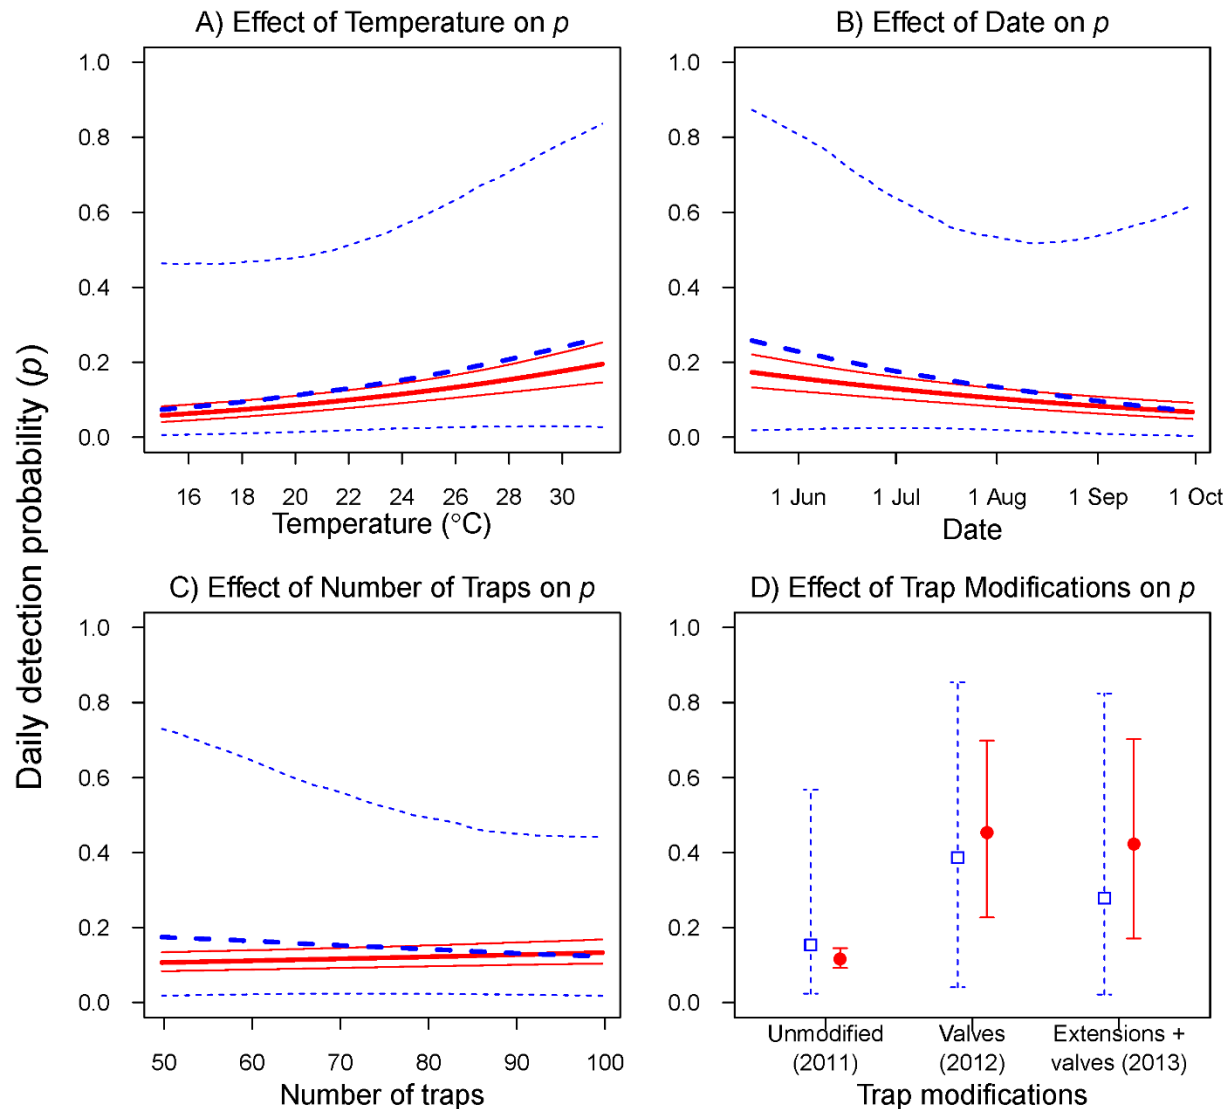 Daily detection probability (p)
A) Effect of Temperature on p
1.0
0.8
0.6
0.4
0.2
0.0
16 18 20 22 24 26 28 30
Temperature (°C)
B) Effect of Date on p
1.0
0.8
0.6
0.4
0.2
0.0
1 Jun 1 Jul 1 Aug 1 Sep 1 Oct
Date
C) Effect of Number of Traps on p
1.0
0.8
0.6
0.4
0.2
0.0
50 60 70 80 90 100
Number of traps
D) Effect of Trap Modifications on p
1.0
0.8
0.6
0.4
0.2
0.0
Unmodified Valves Extensions +
(2011) (2012) valves (2013)
Trap modifications